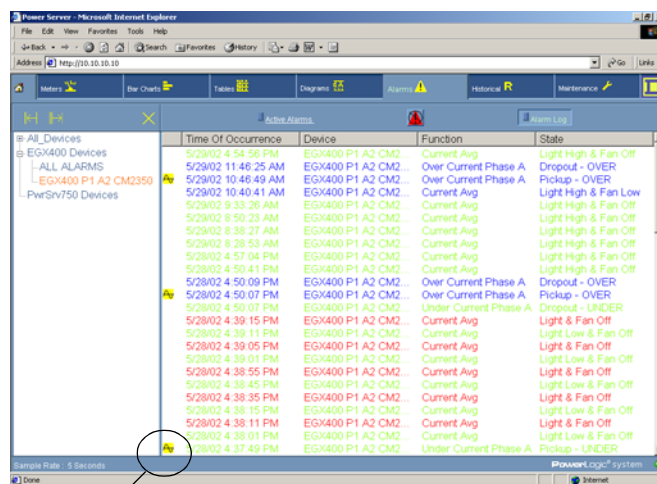 Power Server - Microsoft Internet Explorer
File Edit View Favorites Tools Help
Back Search Favorites History
Address http://10.10.10.10 Go Links
Meters Bar Charts Tables Diagrams Alarms Historical R Maintenance
Active Alarms Alarm Log
All_Devices
EGX400 Devices
ALL ALARMS
EGX400 P1 A2 CM2350
PwrSrv750 Devices
Time Of Occurrence Device Function State
5/29/02 4:54:56 PM EGX400 P1 A2 CM2... Current Avg Light High & Fan Off
5/29/02 11:46:25 AM EGX400 P1 A2 CM2... Over Current Phase A Dropout - OVER
5/29/02 10:46:49 AM EGX400 P1 A2 CM2... Over Current Phase A Pickup - OVER
5/29/02 10:40:41 AM EGX400 P1 A2 CM2... Current Avg Light High & Fan Low
5/29/02 9:33:26 AM EGX400 P1 A2 CM2... Current Avg Light High & Fan Off
5/29/02 8:50:23 AM EGX400 P1 A2 CM2... Current Avg Light High & Fan Off
5/29/02 8:38:27 AM EGX400 P1 A2 CM2... Current Avg Light High & Fan Off
5/29/02 8:28:53 AM EGX400 P1 A2 CM2... Current Avg Light High & Fan Off
5/28/02 4:57:04 PM EGX400 P1 A2 CM2... Current Avg Light High & Fan Off
5/28/02 4:50:41 PM EGX400 P1 A2 CM2... Current Avg Light High & Fan Off
5/28/02 4:50:09 PM EGX400 P1 A2 CM2... Over Current Phase A Dropout - OVER
5/28/02 4:50:07 PM EGX400 P1 A2 CM2... Over Current Phase A Pickup - OVER
5/28/02 4:50:07 PM EGX400 P1 A2 CM2... Under Current Phase A Dropout - UNDER
5/28/02 4:39:15 PM EGX400 P1 A2 CM2... Current Avg Light & Fan Off
5/28/02 4:39:11 PM EGX400 P1 A2 CM2... Current Avg Light Low & Fan Off
5/28/02 4:39:05 PM EGX400 P1 A2 CM2... Current Avg Light & Fan Off
5/28/02 4:39:01 PM EGX400 P1 A2 CM2... Current Avg Light Low & Fan Off
5/28/02 4:38:55 PM EGX400 P1 A2 CM2... Current Avg Light & Fan Off
5/28/02 4:38:45 PM EGX400 P1 A2 CM2... Current Avg Light Low & Fan Off
5/28/02 4:38:35 PM EGX400 P1 A2 CM2... Current Avg Light & Fan Off
5/28/02 4:38:15 PM EGX400 P1 A2 CM2... Current Avg Light Low & Fan Off
5/28/02 4:38:11 PM EGX400 P1 A2 CM2... Current Avg Light & Fan Off
5/28/02 4:38:01 PM EGX400 P1 A2 CM2... Current Avg Light Low & Fan Off
5/28/02 4:37:49 PM EGX400 P1 A2 CM2... Under Current Phase A Pickup - UNDER
Sample Rate : 5 Seconds PowerLogic® system
Done Internet